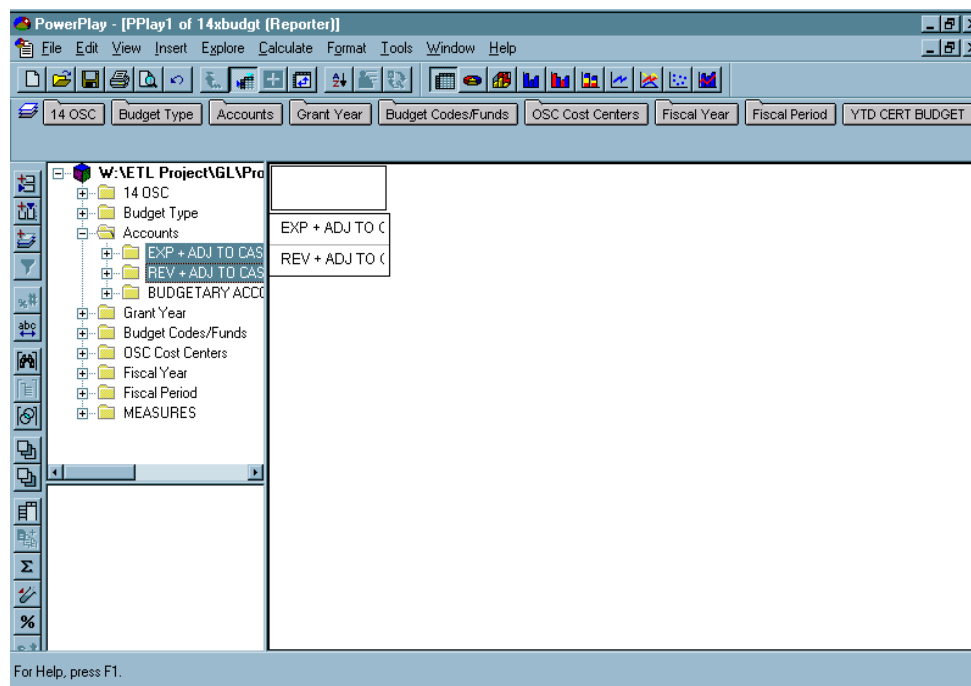 PowerPlay - [PPlay1 of 14xbudgt (Reporter)]
File Edit View Insert Explore Calculate Format Tools Window Help
14 OSC Budget Type Accounts Grant Year Budget Codes/Funds OSC Cost Centers Fiscal Year Fiscal Period YTD CERT BUDGET
W:\ETL Project\GL\Pro
14 OSC
Budget Type
Accounts
EXP + ADJ TO CAS
REV + ADJ TO CAS
BUDGETARY ACCO
Grant Year
Budget Codes/Funds
OSC Cost Centers
Fiscal Year
Fiscal Period
MEASURES
EXP + ADJ TO C
REV + ADJ TO C
abc
Σ
%
For Help, press F1.